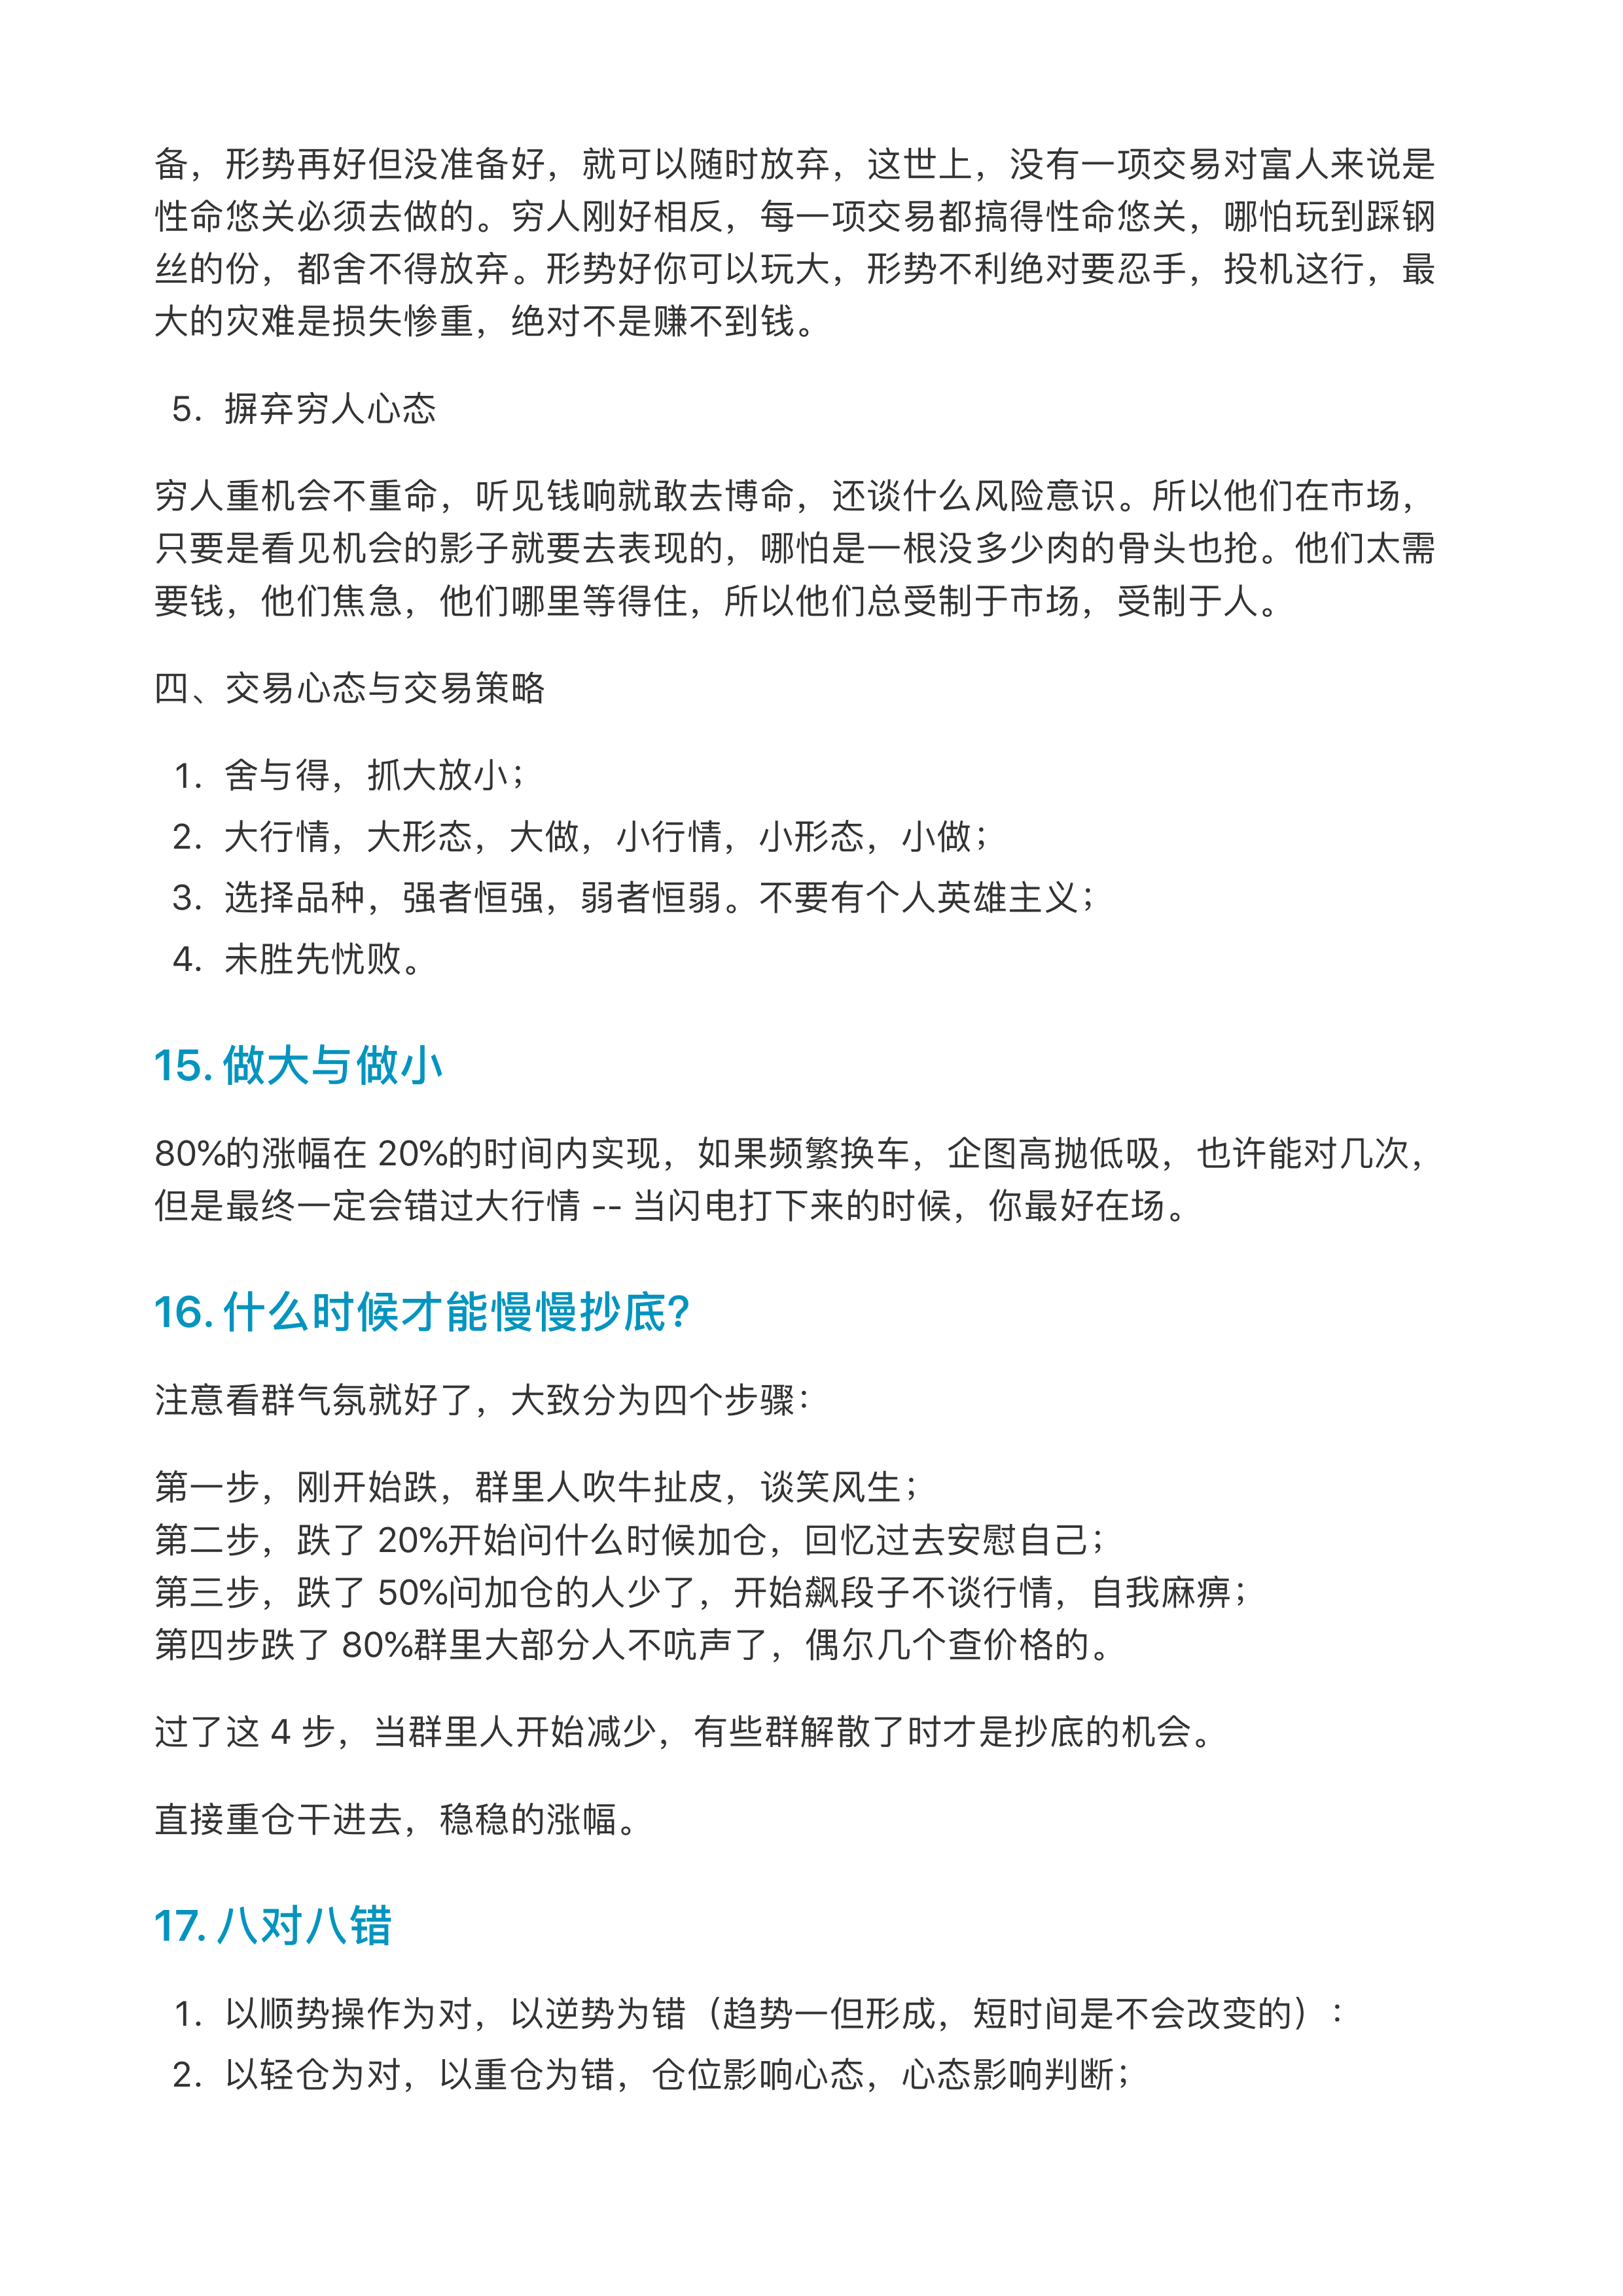 备，形势再好但没准备好，就可以随时放弃，这世上，没有一项交易对富人来说是
性命悠关必须去做的。穷人刚好相反，每一项交易都搞得性命悠关，哪怕玩到踩钢
丝的份，都舍不得放弃。形势好你可以玩大，形势不利绝对要忍手，投机这行，最
大的灾难是损失惨重，绝对不是赚不到钱。
5. 摒弃穷人心态
穷人重机会不重命，听见钱响就敢去博命，还谈什么风险意识。所以他们在市场，
只要是看见机会的影子就要去表现的，哪怕是一根没多少肉的骨头也抢。他们太需
要钱，他们焦急，他们哪里等得住，所以他们总受制于市场，受制于人。
四、交易心态与交易策略
1. 舍与得，抓大放小；
2. 大行情，大形态，大做，小行情，小形态，小做；
3. 选择品种，强者恒强，弱者恒弱。不要有个人英雄主义；
4. 未胜先忧败。
15. 做大与做小
80%的涨幅在 20%的时间内实现，如果频繁换车，企图高抛低吸，也许能对几次，
但是最终一定会错过大行情 -- 当闪电打下来的时候，你最好在场。
16. 什么时候才能慢慢抄底?
注意看群气氛就好了，大致分为四个步骤：
第一步，刚开始跌，群里人吹牛扯皮，谈笑风生；
第二步，跌了 20%开始问什么时候加仓，回忆过去安慰自己；
第三步，跌了 50%问加仓的人少了，开始飙段子不谈行情，自我麻痹；
第四步跌了 80%群里大部分人不吭声了，偶尔几个查价格的。
过了这 4 步，当群里人开始减少，有些群解散了时才是抄底的机会。
直接重仓干进去，稳稳的涨幅。
17. 八对八错
1. 以顺势操作为对，以逆势为错（趋势一但形成，短时间是不会改变的）：
2. 以轻仓为对，以重仓为错，仓位影响心态，心态影响判断；